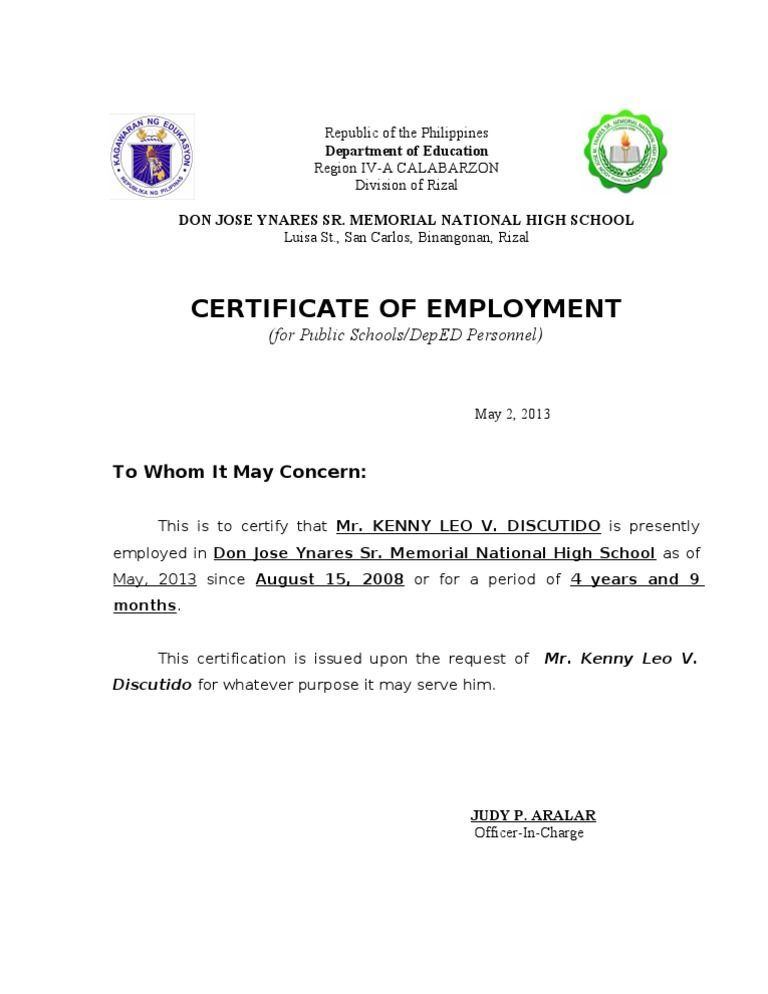 KAGAWARAN NG EDUKASYON
REPUBLIKA NG PILIPINAS
Republic of the Philippines
Department of Education
Region IV-A CALABARZON
Division of Rizal
DON JOSE YNARES SR. MEMORIAL NATIONAL HIGH SCHOOL
Luisa St., San Carlos, Binangonan, Rizal
CERTIFICATE OF EMPLOYMENT
(for Public Schools/DepED Personnel)
May 2, 2013
To Whom It May Concern:
This is to certify that Mr. KENNY LEO V. DISCUTIDO is presently
employed in Don Jose Ynares Sr. Memorial National High School as of
May, 2013 since August 15, 2008 or for a period of 4 years and 9
months.
This certification is issued upon the request of Mr. Kenny Leo V.
Discutido for whatever purpose it may serve him.
JUDY P. ARALAR
Officer-In-Charge